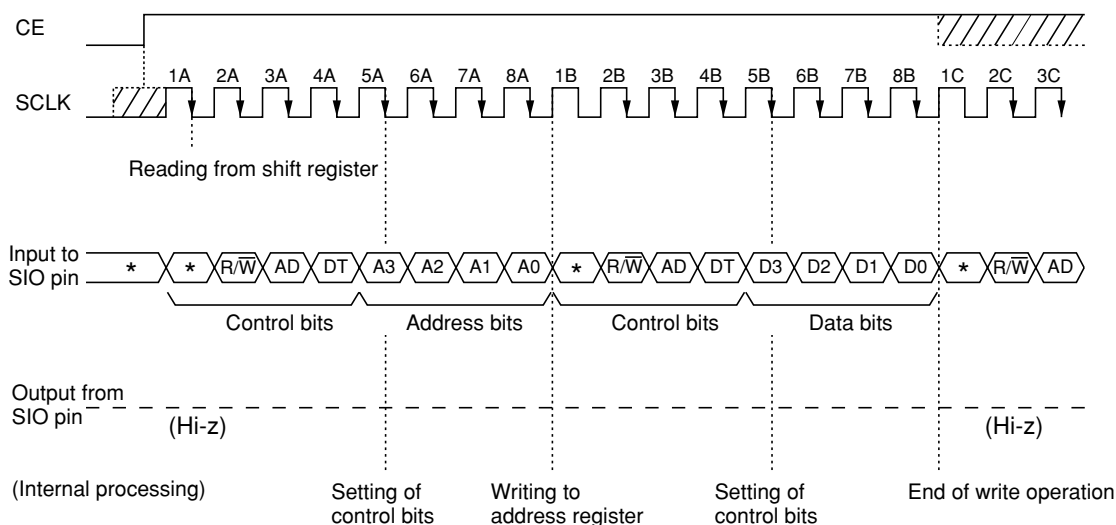 CE
1A 2A 3A 4A 5A 6A 7A 8A 1B 2B 3B 4B 5B 6B 7B 8B 1C 2C 3C
SCLK
Reading from shift register
Input to
SIO pin
* * R/W̅ AD DT A3 A2 A1 A0 * R/W̅ AD DT D3 D2 D1 D0 * R/W̅ AD
Control bits Address bits Control bits Data bits
Output from
SIO pin
(Hi-z) (Hi-z)
(Internal processing) Setting of Writing to Setting of End of write operation
control bits address register control bits